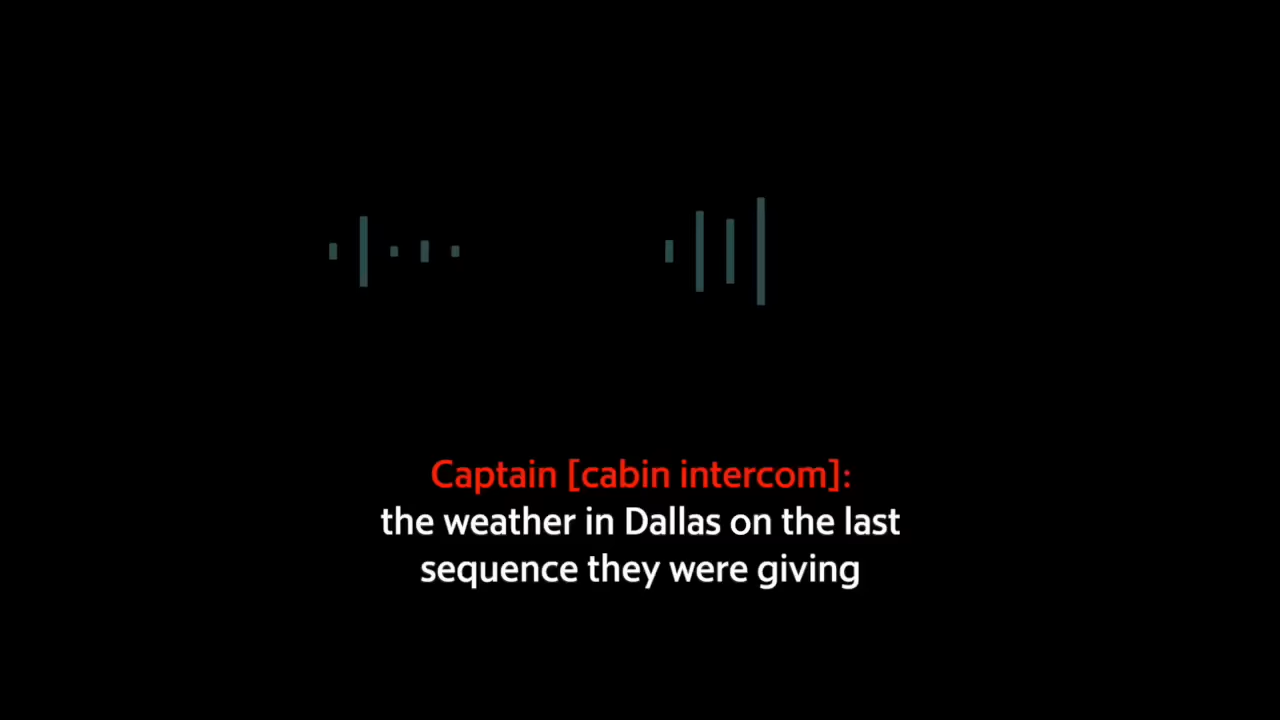 Captain [cabin intercom]:
the weather in Dallas on the last
sequence they were giving